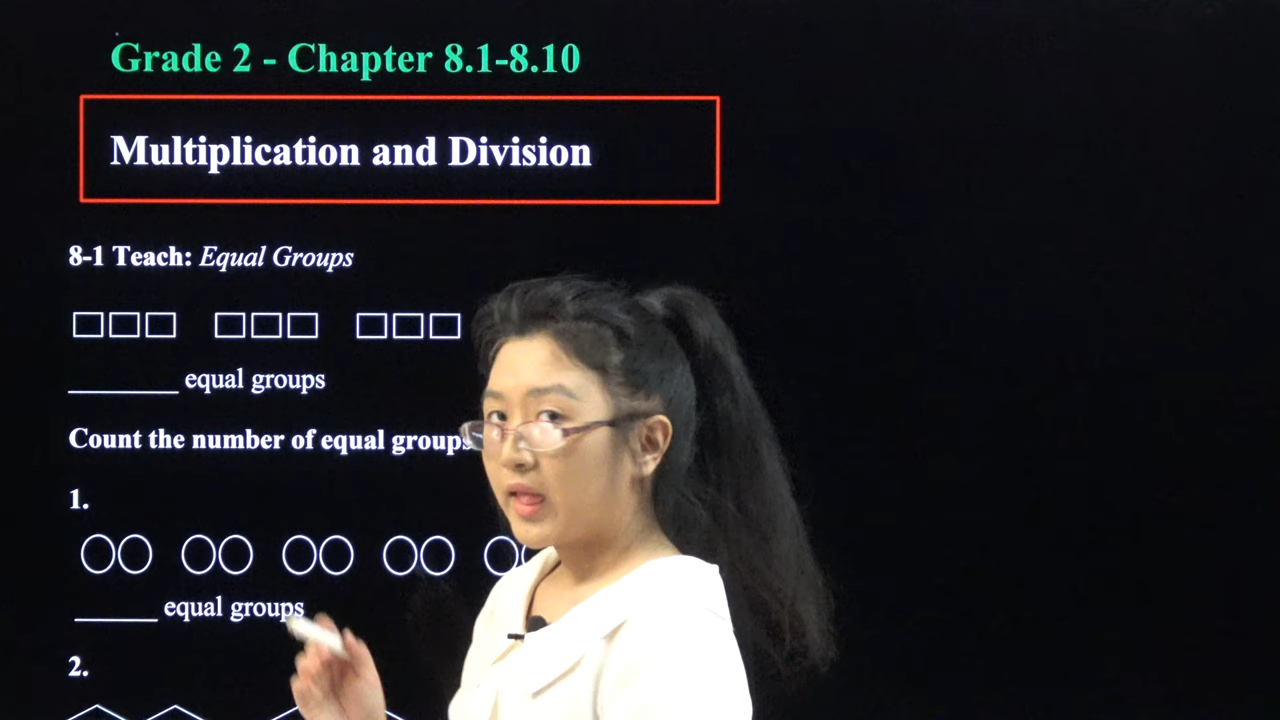 Grade 2 - Chapter 8.1-8.10
Multiplication and Division
8-1 Teach: Equal Groups
_______ equal groups
Count the number of equal groups
1.
_____ equal groups
2.